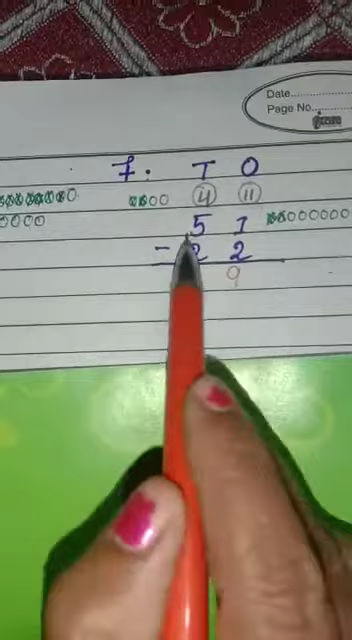 Date..............
Page No..........
7. T O
4 11
5 1
- 2 2
9